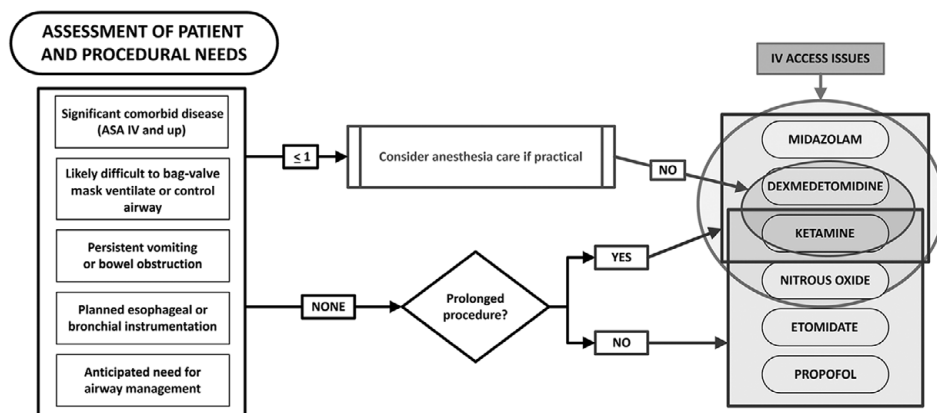 ASSESSMENT OF PATIENT
AND PROCEDURAL NEEDS
Significant comorbid disease
(ASA IV and up)
Likely difficult to bag-valve
mask ventilate or control
airway
Persistent vomiting
or bowel obstruction
Planned esophageal or
bronchial instrumentation
Anticipated need for
airway management
≤ 1
Consider anesthesia care if practical
NO
NONE
Prolonged
procedure?
YES
NO
IV ACCESS ISSUES
MIDAZOLAM
DEXMEDETOMIDINE
KETAMINE
NITROUS OXIDE
ETOMIDATE
PROPOFOL